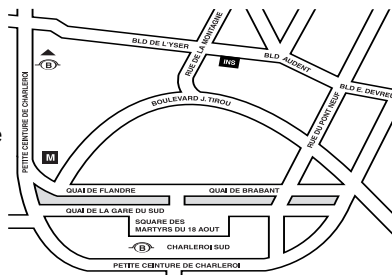 BLD DE L'YSER
RUE DE LA MONTAGNE
INS
BLD AUDENT
BLD E. DEVREU
B
PETITE CEINTURE DE CHARLEROI
BOULEVARD J. TIROU
RUE DU PONT NEUF
e
M
QUAI DE FLANDRE
QUAI DE BRABANT
QUAI DE LA GARE DU SUD
SQUARE DES
MARTYRS DU 18 AOUT
B
CHARLEROI SUD
PETITE CEINTURE DE CHARLEROI